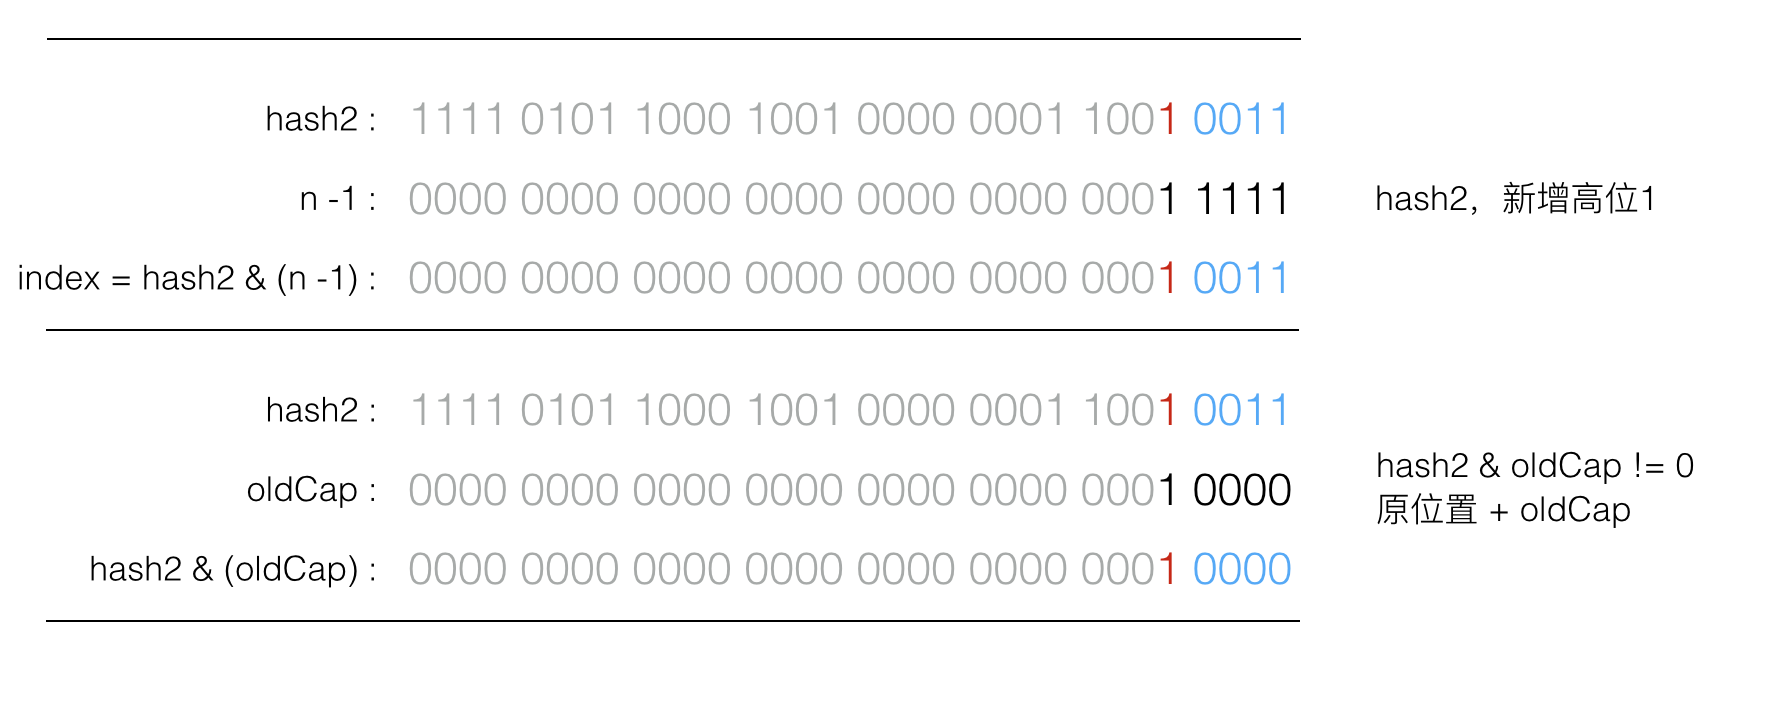 hash2 : 1111 0101 1000 1001 0000 0001 1001 0011
n -1 : 0000 0000 0000 0000 0000 0000 0001 1111
hash2，新增高位1
index = hash2 & (n -1) : 0000 0000 0000 0000 0000 0000 0001 0011
hash2 : 1111 0101 1000 1001 0000 0001 1001 0011
hash2 & oldCap != 0
oldCap : 0000 0000 0000 0000 0000 0000 0001 0000
原位置 + oldCap
hash2 & (oldCap) : 0000 0000 0000 0000 0000 0000 0001 0000